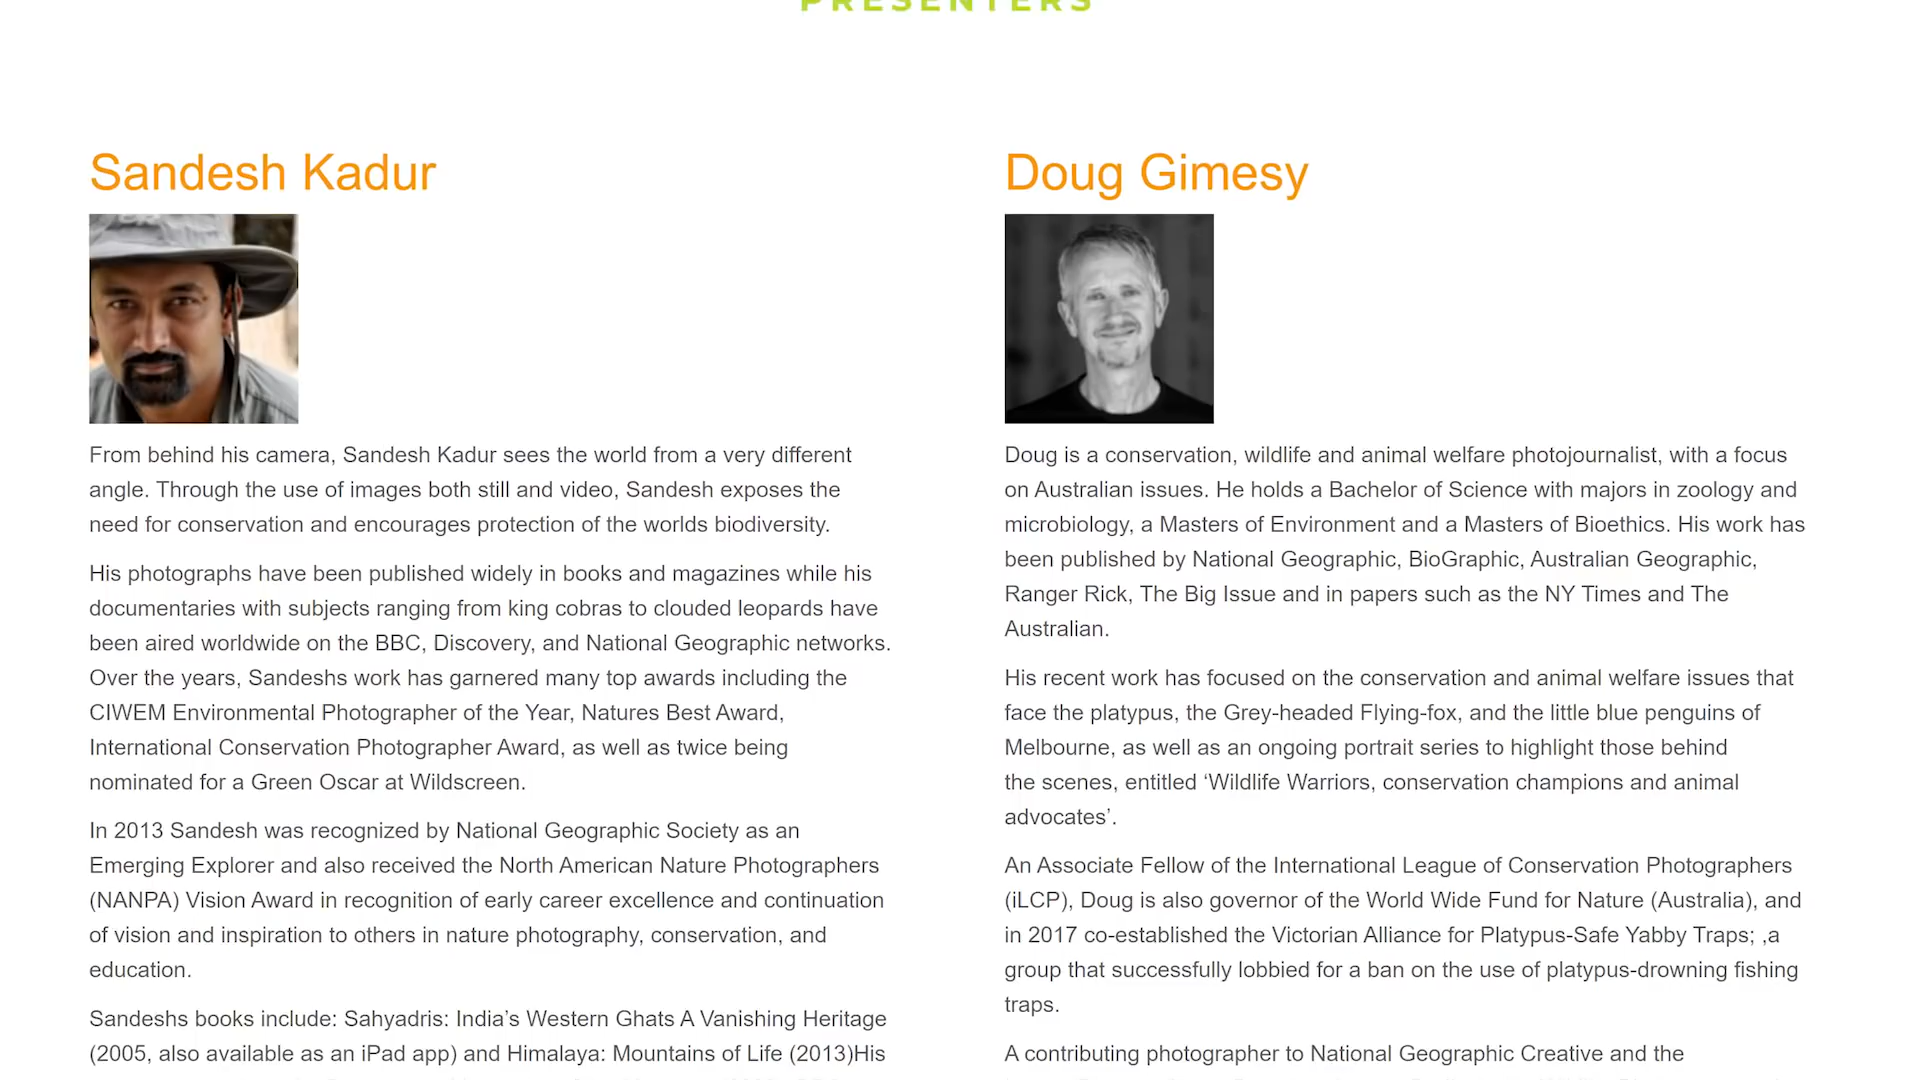 PRESENTERS
Sandesh Kadur
From behind his camera, Sandesh Kadur sees the world from a very different
angle. Through the use of images both still and video, Sandesh exposes the
need for conservation and encourages protection of the worlds biodiversity.
His photographs have been published widely in books and magazines while his
documentaries with subjects ranging from king cobras to clouded leopards have
been aired worldwide on the BBC, Discovery, and National Geographic networks.
Over the years, Sandeshs work has garnered many top awards including the
CIWEM Environmental Photographer of the Year, Natures Best Award,
International Conservation Photographer Award, as well as twice being
nominated for a Green Oscar at Wildscreen.
In 2013 Sandesh was recognized by National Geographic Society as an
Emerging Explorer and also received the North American Nature Photographers
(NANPA) Vision Award in recognition of early career excellence and continuation
of vision and inspiration to others in nature photography, conservation, and
education.
Sandeshs books include: Sahyadris: India’s Western Ghats A Vanishing Heritage
(2005, also available as an iPad app) and Himalaya: Mountains of Life (2013)His
Doug Gimesy
Doug is a conservation, wildlife and animal welfare photojournalist, with a focus
on Australian issues. He holds a Bachelor of Science with majors in zoology and
microbiology, a Masters of Environment and a Masters of Bioethics. His work has
been published by National Geographic, BioGraphic, Australian Geographic,
Ranger Rick, The Big Issue and in papers such as the NY Times and The
Australian.
His recent work has focused on the conservation and animal welfare issues that
face the platypus, the Grey-headed Flying-fox, and the little blue penguins of
Melbourne, as well as an ongoing portrait series to highlight those behind
the scenes, entitled ‘Wildlife Warriors, conservation champions and animal
advocates’.
An Associate Fellow of the International League of Conservation Photographers
(iLCP), Doug is also governor of the World Wide Fund for Nature (Australia), and
in 2017 co-established the Victorian Alliance for Platypus-Safe Yabby Traps; ,a
group that successfully lobbied for a ban on the use of platypus-drowning fishing
traps.
A contributing photographer to National Geographic Creative and the